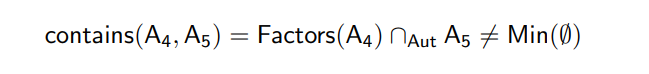 contains(A₄, A₅) = Factors(A₄) ∩_Aut A₅ ≠ Min(∅)